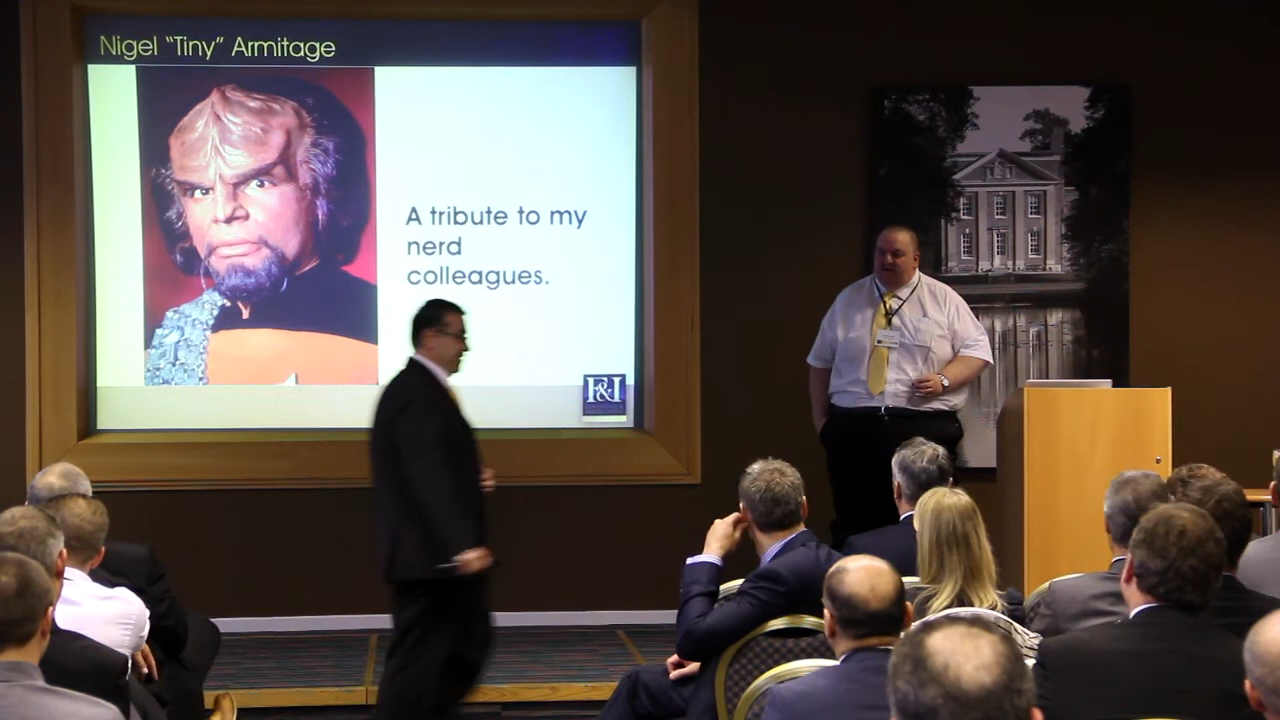 Nigel “Tiny” Armitage
A tribute to my
nerd
colleagues.
F&I